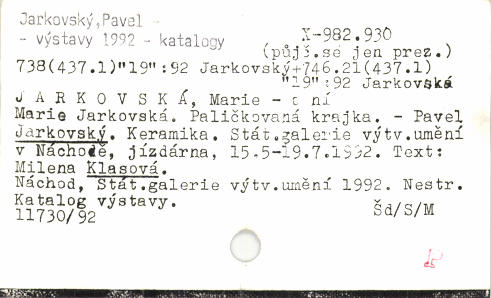 Jarkovský,Pavel -
- výstavy 1992 - katalogy
X-982.930
(půjč.se jen prez.)
738(437.1)"19":92 Jarkovský+746.21(437.1)
"19":92 Jarkovská
J A R K O V S K Á, Marie - ní
Marie Jarkovská. Paličkovaná krajka. - Pavel
Jarkovský. Keramika. Stát.galerie výtv.umění
v Náchodě, jízdárna, 15.5-19.7.1992. Text:
Milena Klasová.
Náchod, Stát.galerie výtv.umění 1992. Nestr.
Katalog výstavy.
11730/92
Šd/S/M